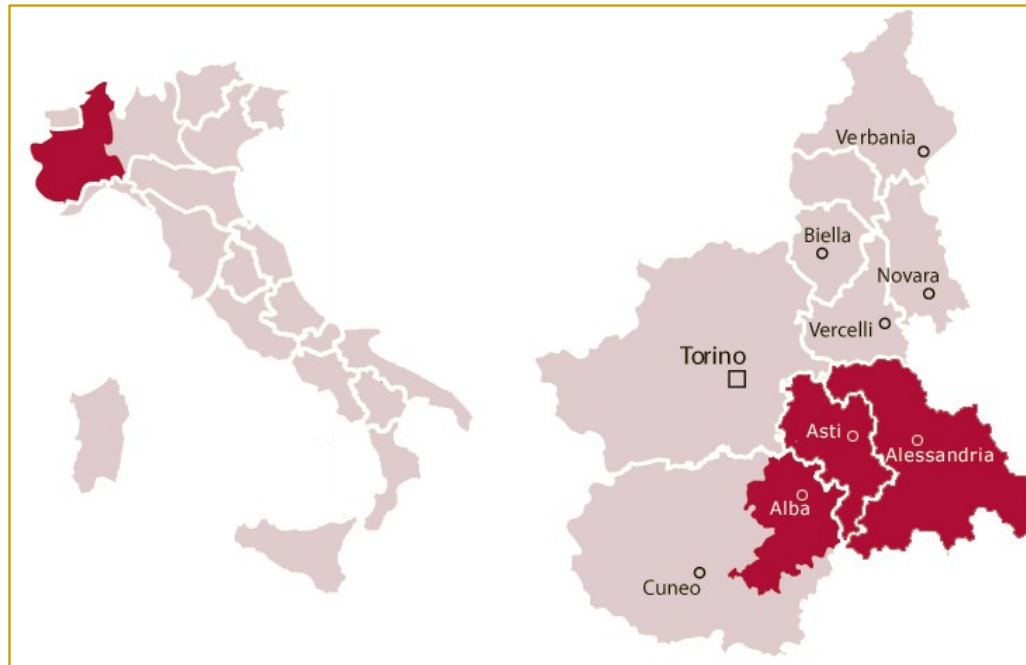 Verbania
Biella
Novara
Vercelli
Torino
Asti
Alessandria
Alba
Cuneo